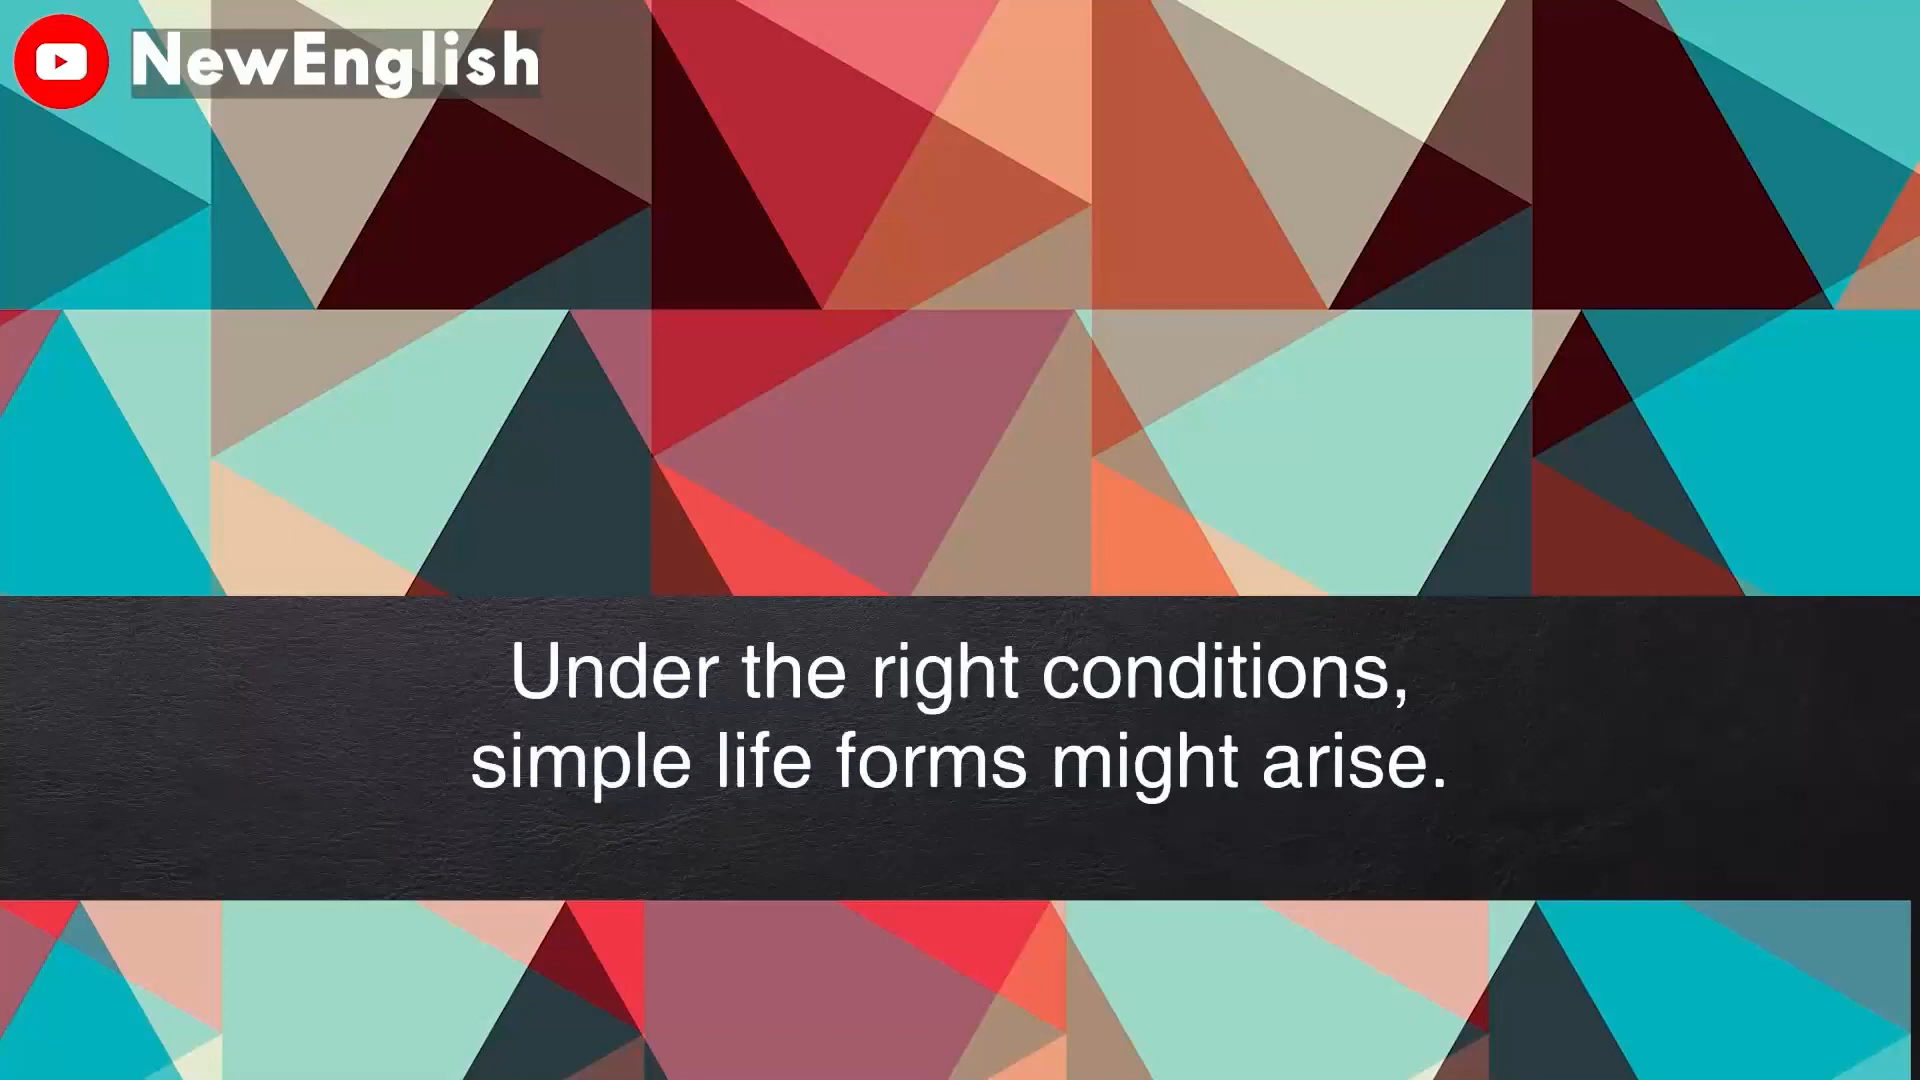 NewEnglish
Under the right conditions,
simple life forms might arise.